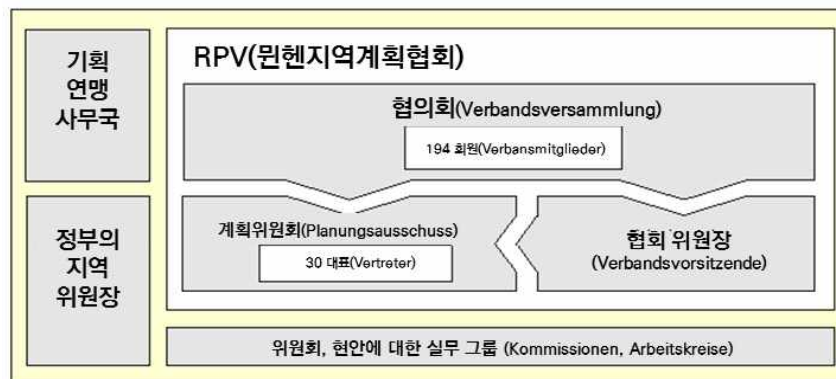 기획
연맹
사무국
RPV(뮌헨지역계획협회)
협의회(Verbandsversammlung)
194 회원(Verbansmitglieder)
정부의
지역
위원장
계획위원회(Planungsausschuss)
30 대표(Vertreter)
협회 위원장
(Verbandsvorsitzende)
위원회, 현안에 대한 실무 그룹 (Kommissionen, Arbeitskreise)